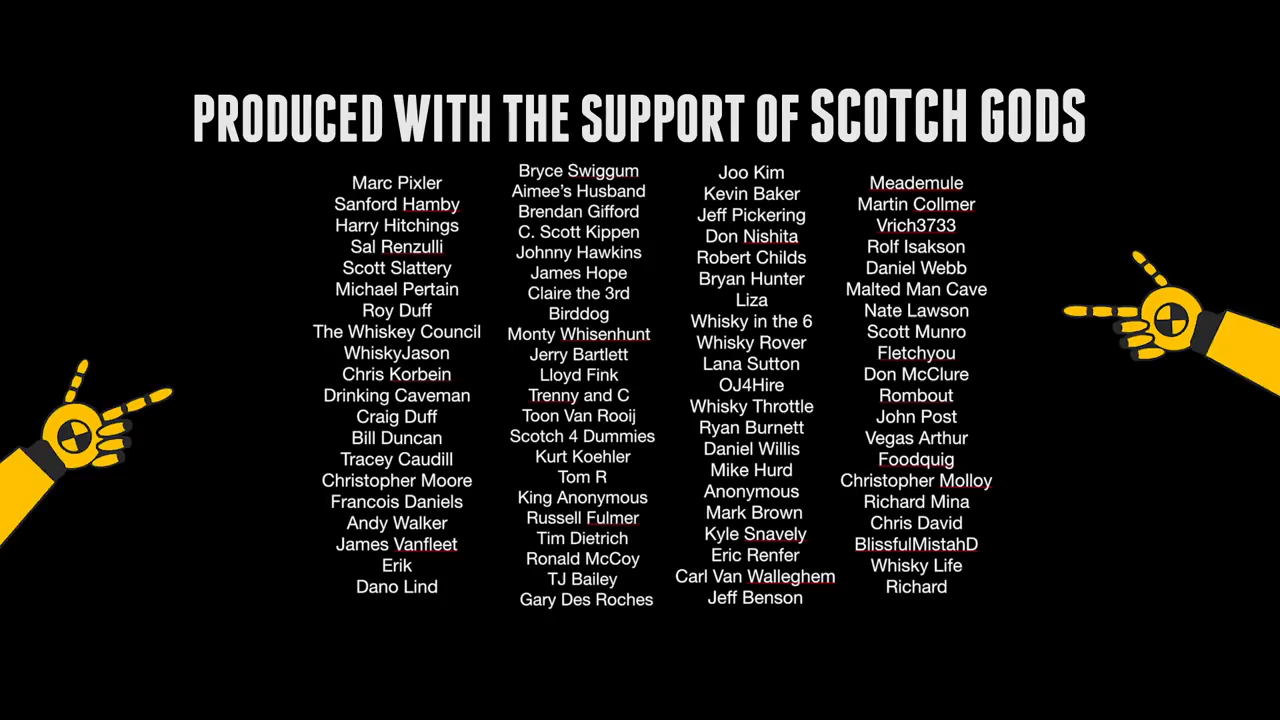 PRODUCED WITH THE SUPPORT OF SCOTCH GODS
Marc Pixler
Sanford Hamby
Harry Hitchings
Sal Renzulli
Scott Slattery
Michael Pertain
Roy Duff
The Whiskey Council
WhiskyJason
Chris Korbein
Drinking Caveman
Craig Duff
Bill Duncan
Tracey Caudill
Christopher Moore
Francois Daniels
Andy Walker
James Vanfleet
Erik
Dano Lind
Bryce Swiggum
Aimee's Husband
Brendan Gifford
C. Scott Kippen
Johnny Hawkins
James Hope
Claire the 3rd
Birddog
Monty Whisenhunt
Jerry Bartlett
Lloyd Fink
Trenny and C
Toon Van Rooij
Scotch 4 Dummies
Kurt Koehler
Tom R
King Anonymous
Russell Fulmer
Tim Dietrich
Ronald McCoy
TJ Bailey
Gary Des Roches
Joo Kim
Kevin Baker
Jeff Pickering
Don Nishita
Robert Childs
Bryan Hunter
Liza
Whisky in the 6
Whisky Rover
Lana Sutton
OJ4Hire
Whisky Throttle
Ryan Burnett
Daniel Willis
Mike Hurd
Anonymous
Mark Brown
Kyle Snavely
Eric Renfer
Carl Van Walleghem
Jeff Benson
Meademule
Martin Collmer
Vrich3733
Rolf Isakson
Daniel Webb
Malted Man Cave
Nate Lawson
Scott Munro
Fletchyou
Don McClure
Rombout
John Post
Vegas Arthur
Foodquig
Christopher Molloy
Richard Mina
Chris David
BlissfulMistahD
Whisky Life
Richard